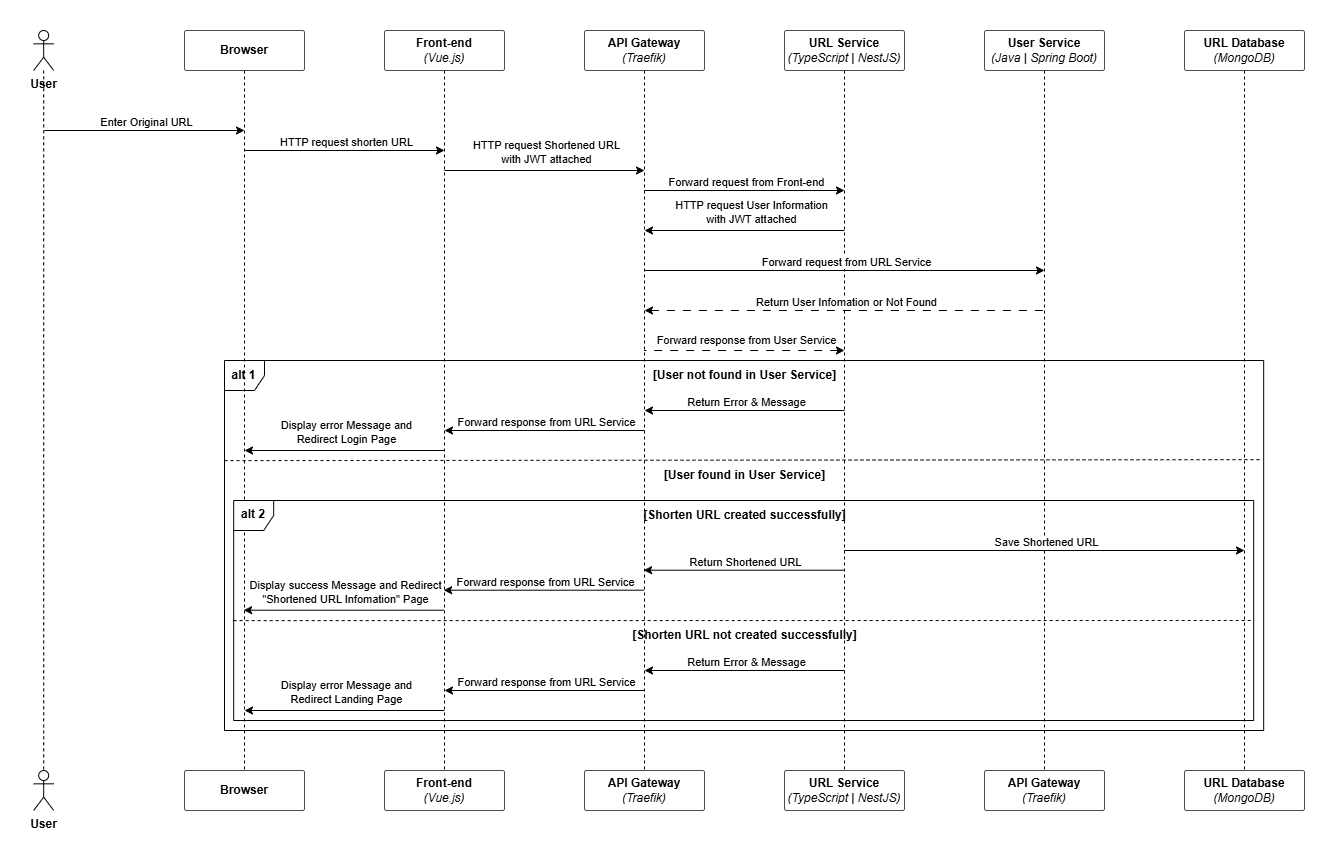 User
Browser
Front-end
(Vue.js)
API Gateway
(Traefik)
URL Service
(TypeScript | NestJS)
User Service
(Java | Spring Boot)
URL Database
(MongoDB)
Enter Original URL
HTTP request shorten URL
HTTP request Shortened URL
with JWT attached
Forward request from Front-end
HTTP request User Information
with JWT attached
Forward request from URL Service
Return User Infomation or Not Found
Forward response from User Service
alt 1
[User not found in User Service]
Return Error & Message
Forward response from URL Service
Display error Message and
Redirect Login Page
[User found in User Service]
alt 2
[Shorten URL created successfully]
Save Shortened URL
Return Shortened URL
Forward response from URL Service
Display success Message and Redirect
"Shortened URL Infomation" Page
[Shorten URL not created successfully]
Return Error & Message
Forward response from URL Service
Display error Message and
Redirect Landing Page
User
Browser
Front-end
(Vue.js)
API Gateway
(Traefik)
URL Service
(TypeScript | NestJS)
API Gateway
(Traefik)
URL Database
(MongoDB)